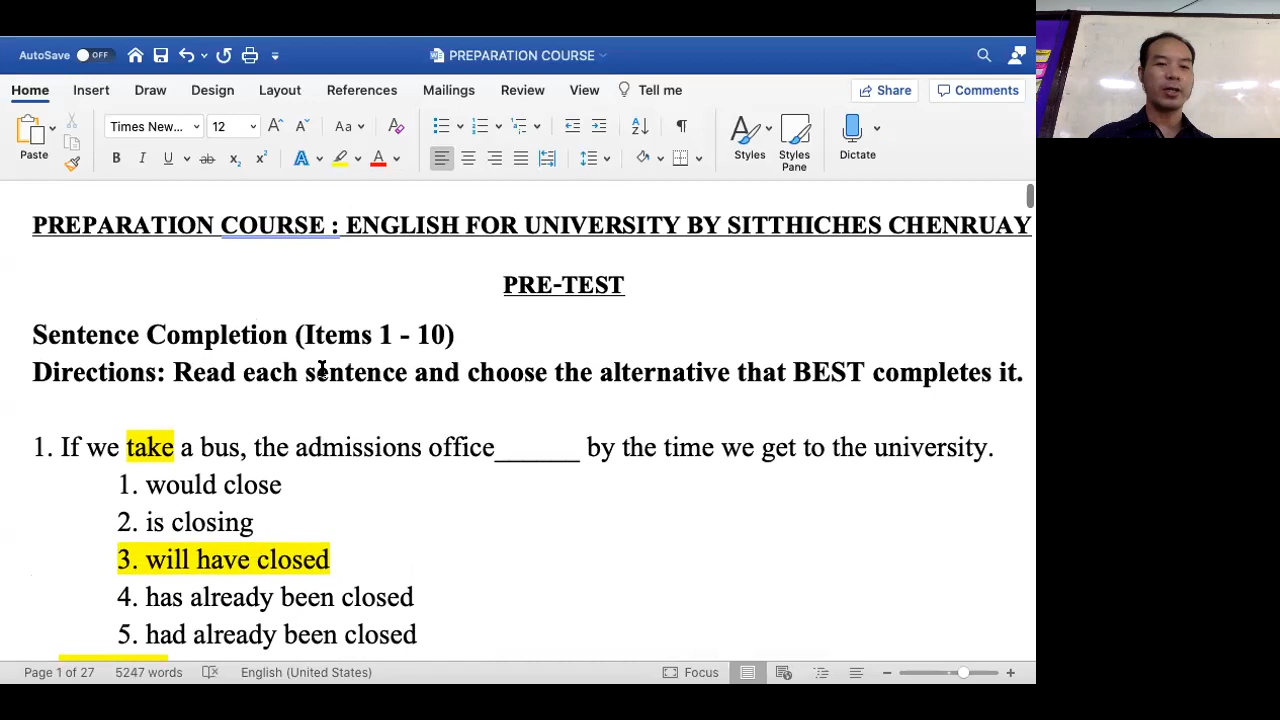 AutoSave OFF PREPARATION COURSE
Home Insert Draw Design Layout References Mailings Review View Tell me Share Comments
Paste Times New... 12 Aa Styles Styles Pane Dictate
PREPARATION COURSE : ENGLISH FOR UNIVERSITY BY SITTHICHES CHENRUAY
PRE-TEST
Sentence Completion (Items 1 - 10)
Directions: Read each sentence and choose the alternative that BEST completes it.
1. If we take a bus, the admissions office______ by the time we get to the university.
1. would close
2. is closing
3. will have closed
4. has already been closed
5. had already been closed
Page 1 of 27 5247 words English (United States) Focus